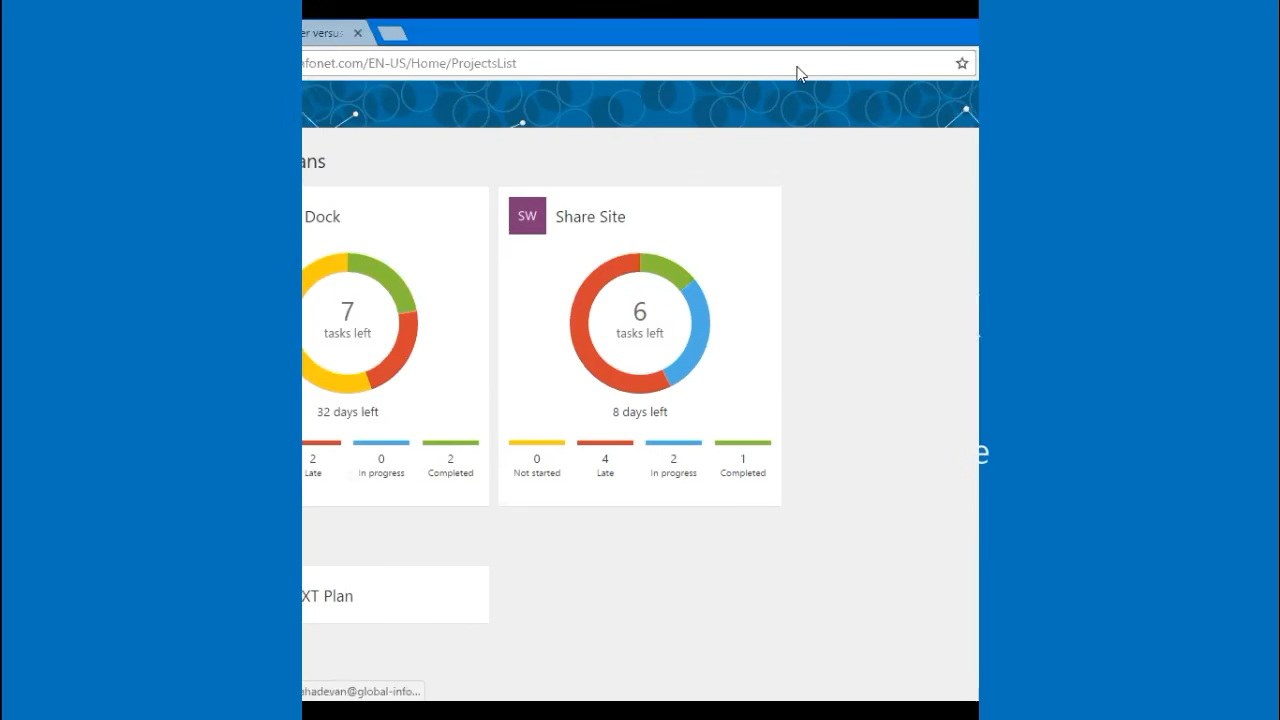 er versu
fonet.com/EN-US/Home/ProjectsList
ans
Dock
SW Share Site
7
tasks left
6
tasks left
32 days left
8 days left
2 0 2
Late In progress Completed
0 4 2 1
Not started Late In progress Completed
XT Plan
hadevan@global-info...
e